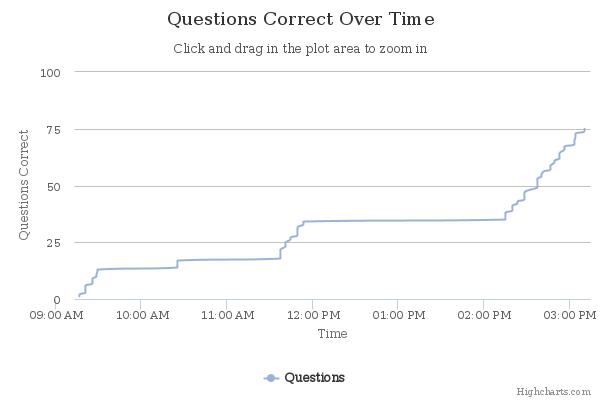 Questions Correct Over Time
Click and drag in the plot area to zoom in
Questions Correct
100
75
50
25
0
09:00 AM 10:00 AM 11:00 AM 12:00 PM 01:00 PM 02:00 PM 03:00 PM
Time
Questions
Highcharts.com